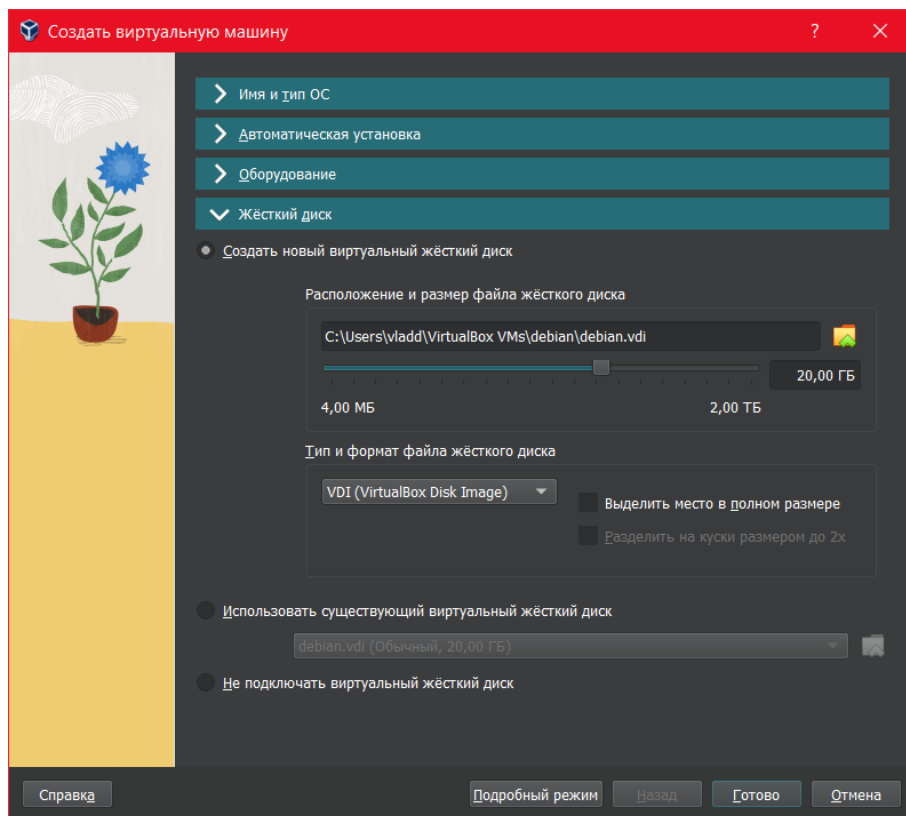 Создать виртуальную машину
?
Имя и тип ОС
Автоматическая установка
Оборудование
Жёсткий диск
Создать новый виртуальный жёсткий диск
Расположение и размер файла жёсткого диска
C:\Users\vladd\VirtualBox VMs\debian\debian.vdi
20,00 ГБ
4,00 МБ 2,00 ТБ
Тип и формат файла жёсткого диска
VDI (VirtualBox Disk Image)
Выделить место в полном размере
Разделить на куски размером до 2x
Использовать существующий виртуальный жёсткий диск
debian.vdi (Обычный, 20,00 ГБ)
Не подключать виртуальный жёсткий диск
Справка Подробный режим Назад Готово Отмена